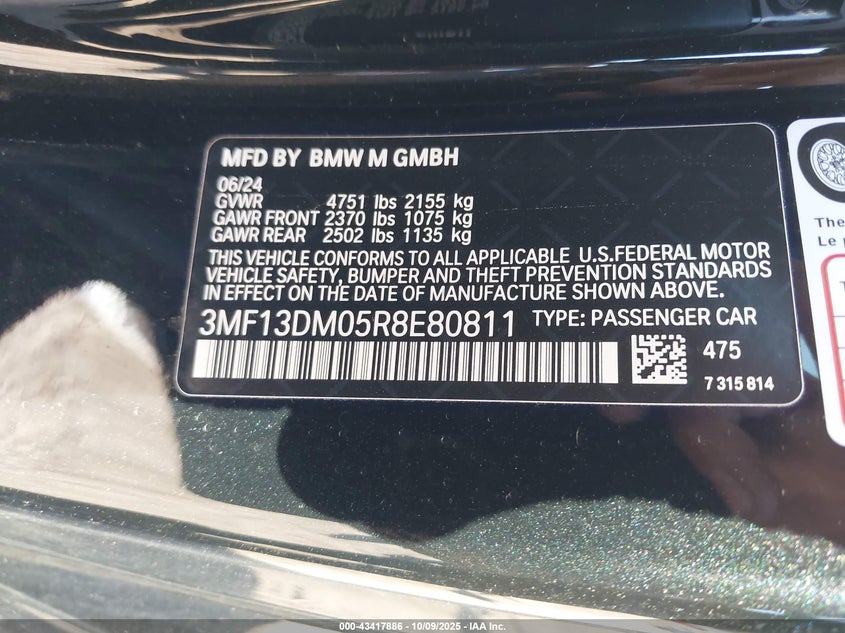 MFD BY BMW M GMBH
06/24
GVWR 4751 lbs 2155 kg
GAWR FRONT 2370 lbs 1075 kg
GAWR REAR 2502 lbs 1135 kg
THIS VEHICLE CONFORMS TO ALL APPLICABLE U.S.FEDERAL MOTOR
VEHICLE SAFETY, BUMPER AND THEFT PREVENTION STANDARDS
IN EFFECT ON THE DATE OF MANUFACTURE SHOWN ABOVE.
3MF13DM05R8E80811 TYPE: PASSENGER CAR
475
7 315 814
The
Le
000-43417886 - 10/09/2025 - IAA Inc.